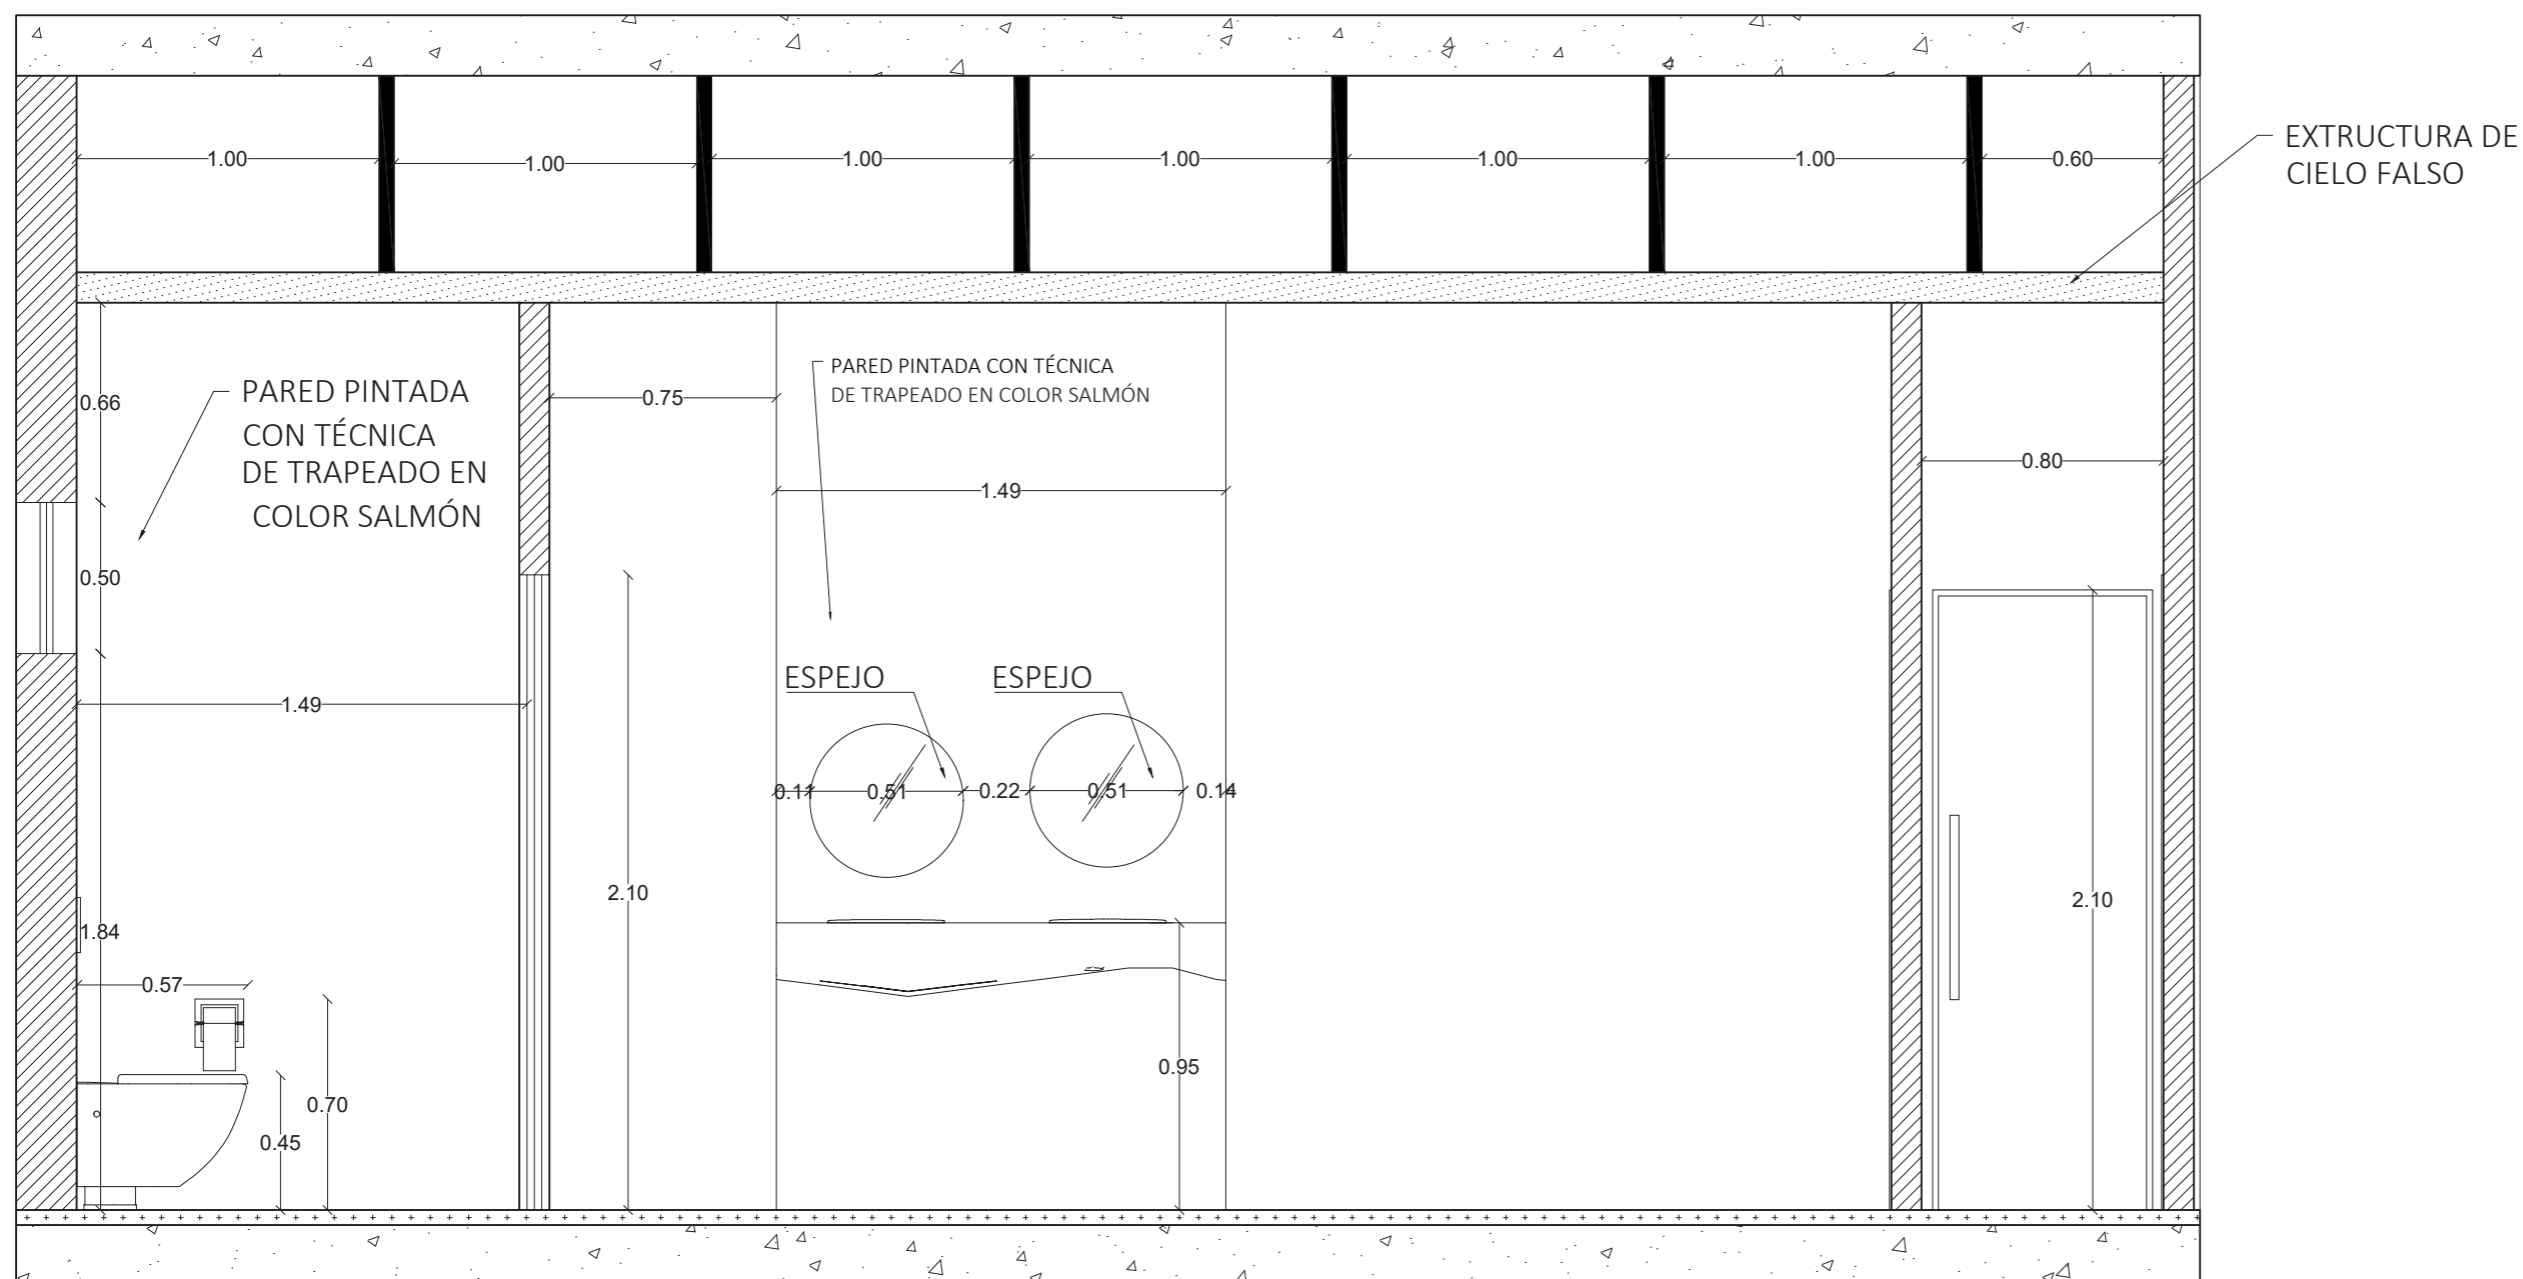 1.00
1.00
1.00
1.00
1.00
1.00
0.60
EXTRUCTURA DE
CIELO FALSO
0.66
PARED PINTADA
CON TÉCNICA
DE TRAPEADO EN
COLOR SALMÓN
0.75
PARED PINTADA CON TÉCNICA
DE TRAPEADO EN COLOR SALMÓN
0.80
1.49
0.50
ESPEJO
ESPEJO
1.49
0.11
0.51
0.22
0.51
0.14
2.10
2.10
1.84
0.57
0.95
0.70
0.45